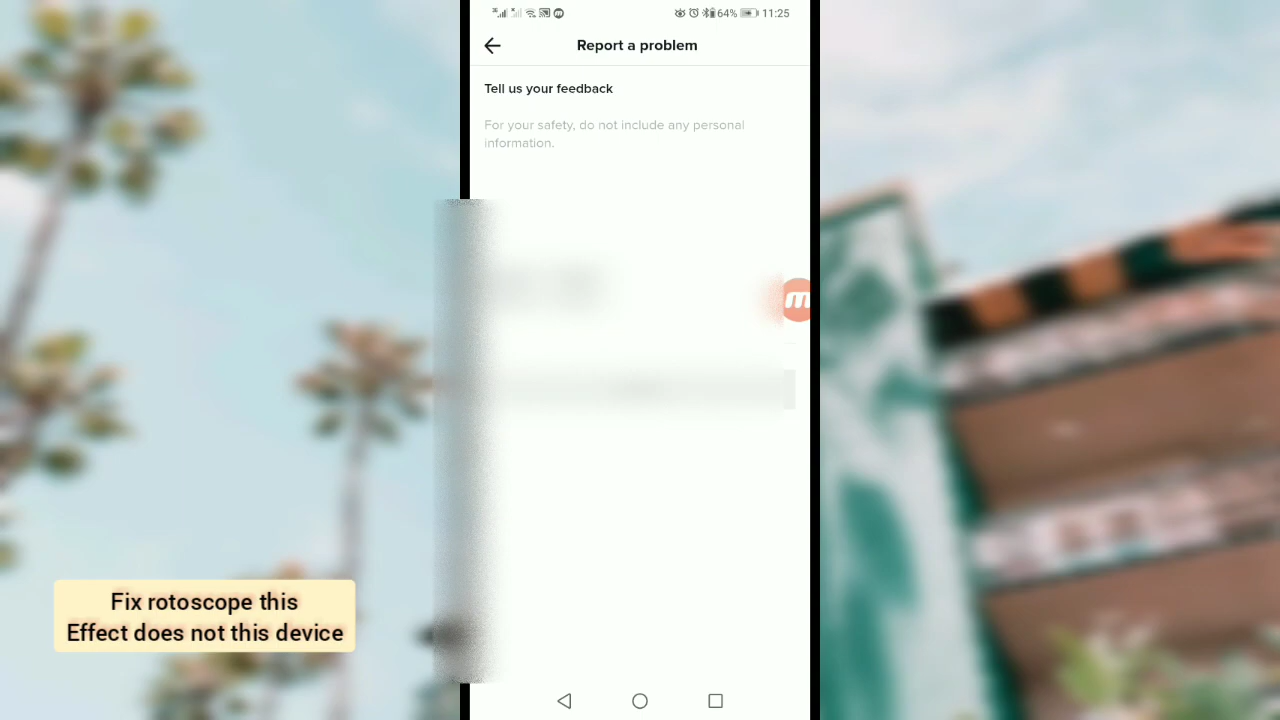 64% 11:25
Report a problem
Tell us your feedback
For your safety, do not include any personal
information.
m
Fix rotoscope this
Effect does not this device